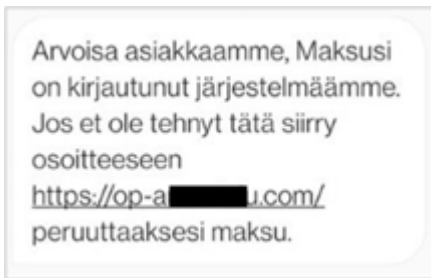 Arvoisa asiakkaamme, Maksusi
on kirjautunut järjestelmäämme.
Jos et ole tehnyt tätä siirry
osoitteeseen
https://op-a u.com/
peruuttaaksesi maksu.